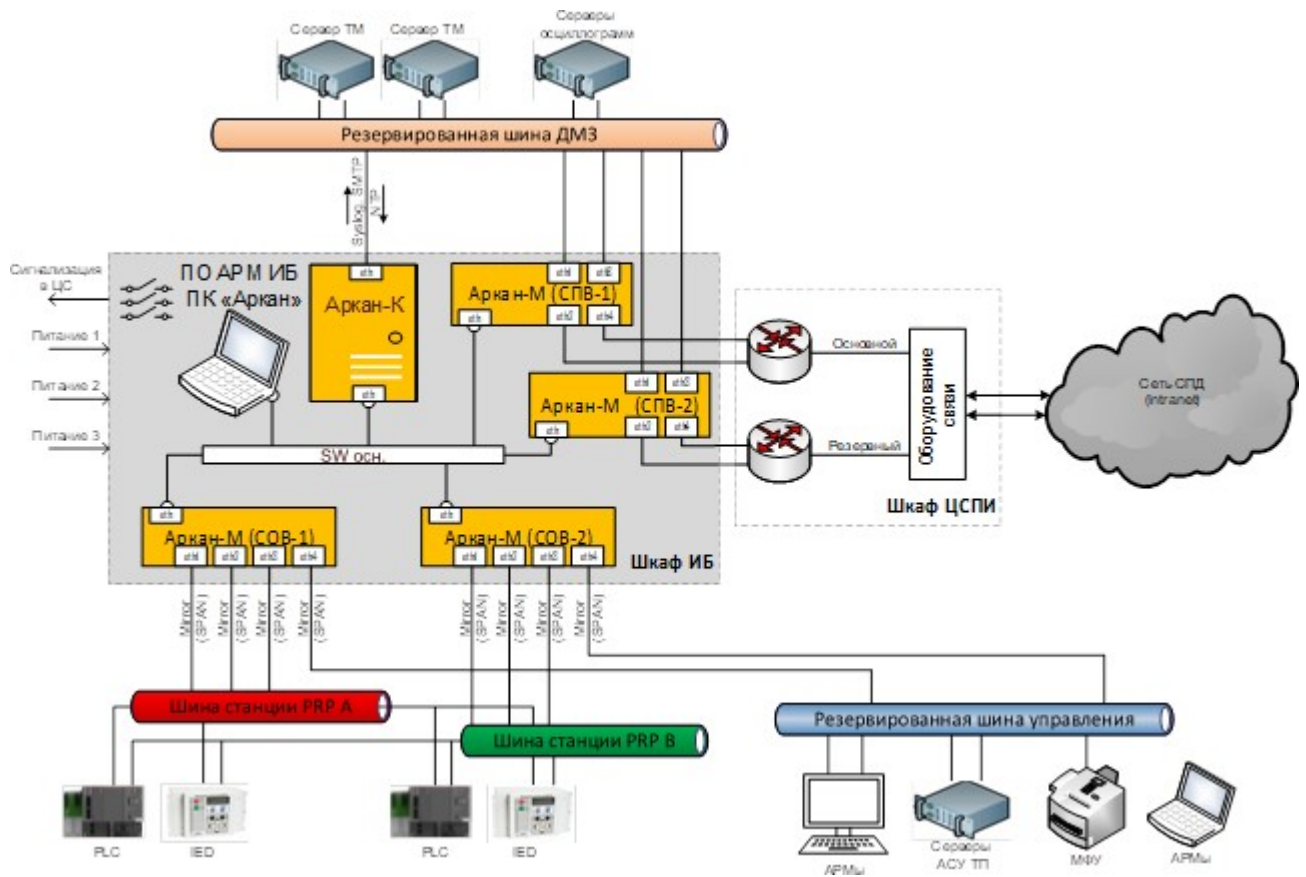 Сервер ТМ
Сервер ТМ
Серверы
осциллограмм
Резервированная шина ДМЗ
Syslog, SMTP
NTP
Сигнализация
в ЦС
Питание 1
Питание 2
Питание 3
ПО АРМ ИБ
ПК «Аркан»
eth
Аркан-К
eth
eth1
eth3
Аркан-М (СПВ-1)
eth
eth2
eth4
eth1
eth3
Аркан-М (СПВ-2)
eth
eth2
eth4
SW осн.
eth
Аркан-М (СОВ-1)
eth1
eth2
eth3
eth4
eth
Аркан-М (СОВ-2)
eth1
eth2
eth3
eth4
Шкаф ИБ
Основной
Резервный
Оборудование
связи
Шкаф ЦСПИ
Сеть СПД
(Intranet)
Mirror
(SPAN)
Mirror
(SPAN)
Mirror
(SPAN)
Mirror
(SPAN)
Mirror
(SPAN)
Mirror
(SPAN)
Mirror
(SPAN)
Mirror
(SPAN)
Шина станции PRP A
Шина станции PRP B
Резервированная шина управления
PLC
IED
PLC
IED
АРМы
Серверы
АСУ ТП
МФУ
АРМы